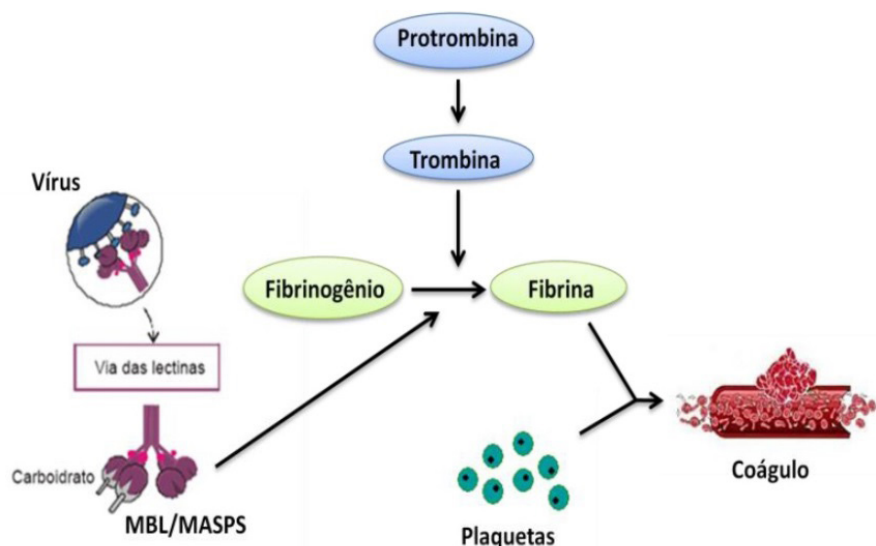 Protrombina
Trombina
Vírus
Fibrinogênio
Fibrina
Via das lectinas
Carboidrato
MBL/MASPS
Plaquetas
Coágulo